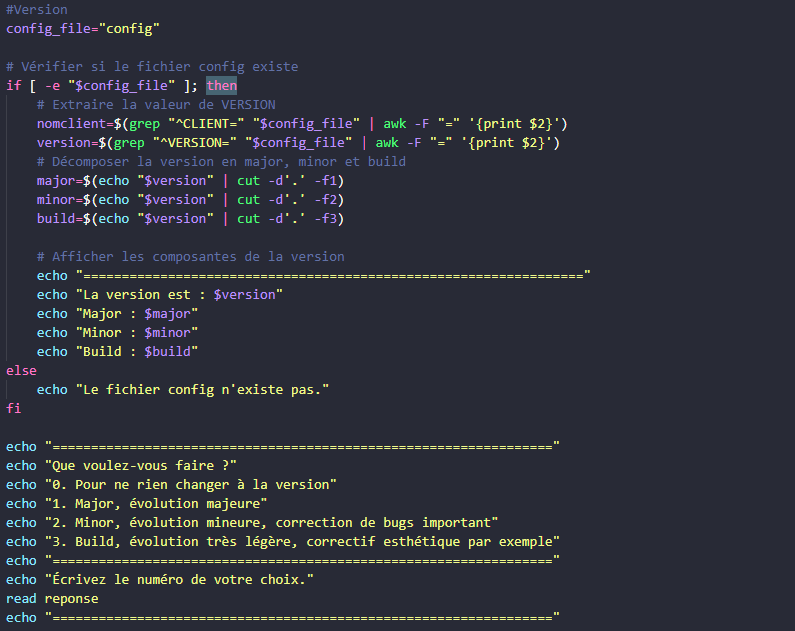 #Version
config_file="config"
# Vérifier si le fichier config existe
if [ -e "$config_file" ]; then
# Extraire la valeur de VERSION
nomclient=$(grep "^CLIENT=" "$config_file" | awk -F "=" '{print $2}')
version=$(grep "^VERSION=" "$config_file" | awk -F "=" '{print $2}')
# Décomposer la version en major, minor et build
major=$(echo "$version" | cut -d'.' -f1)
minor=$(echo "$version" | cut -d'.' -f2)
build=$(echo "$version" | cut -d'.' -f3)
# Afficher les composantes de la version
echo "================================================================="
echo "La version est : $version"
echo "Major : $major"
echo "Minor : $minor"
echo "Build : $build"
else
echo "Le fichier config n'existe pas."
fi
echo "================================================================="
echo "Que voulez-vous faire ?"
echo "0. Pour ne rien changer à la version"
echo "1. Major, évolution majeure"
echo "2. Minor, évolution mineure, correction de bugs important"
echo "3. Build, évolution très légère, correctif esthétique par exemple"
echo "================================================================="
echo "Écrivez le numéro de votre choix."
read reponse
echo "================================================================="